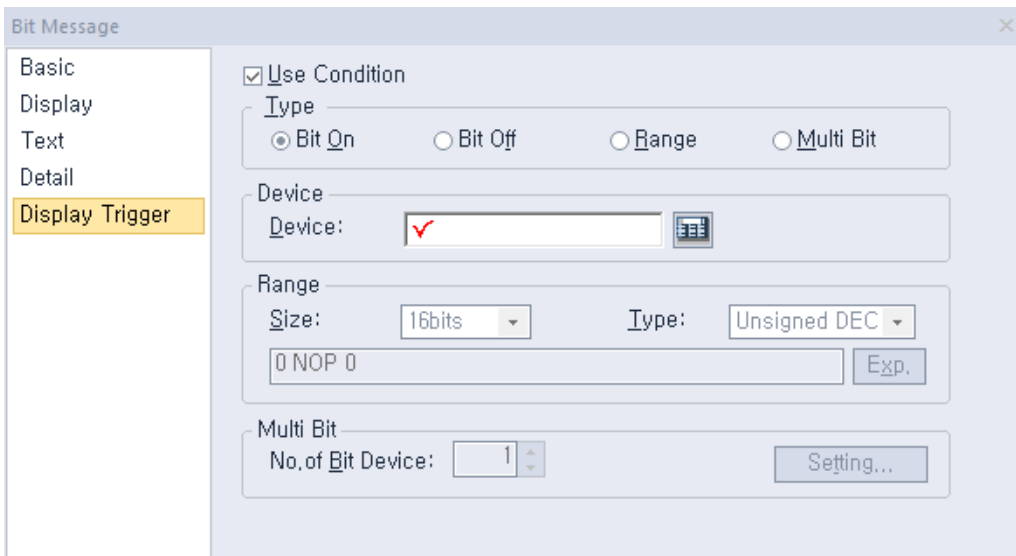 Bit Message
Basic
Display
Text
Detail
Display Trigger
Use Condition
Type
Bit On
Bit Off
Range
Multi Bit
Device
Device:
Range
Size:
16bits
Type:
Unsigned DEC
0 NOP 0
Exp.
Multi Bit
No.of Bit Device:
1
Setting...